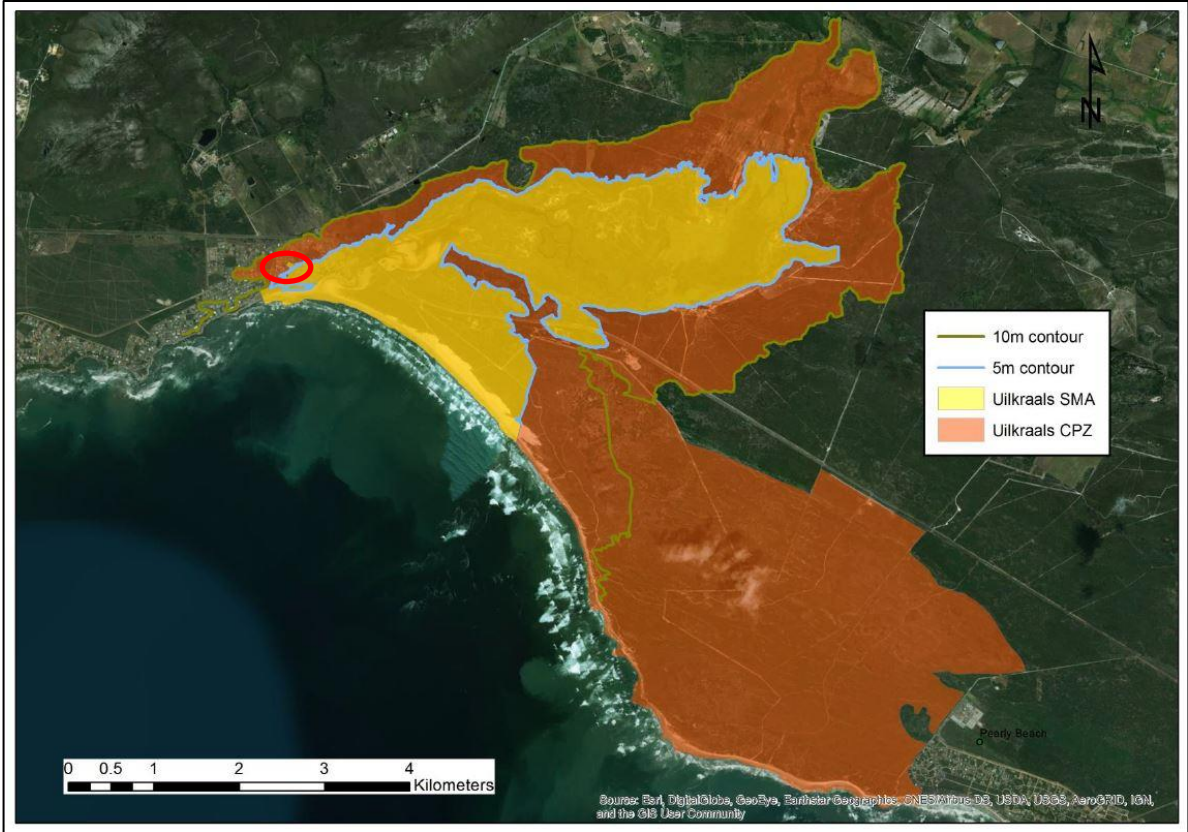 N
10m contour
5m contour
Uilkraals SMA
Uilkraals CPZ
Pearly Beach
0 0.5 1 2 3 4
Kilometers
Source: Esri, DigitalGlobe, GeoEye, Earthstar Geographics, CNES/Airbus DS, USDA, USGS, AeroGRID, IGN,
and the GIS User Community